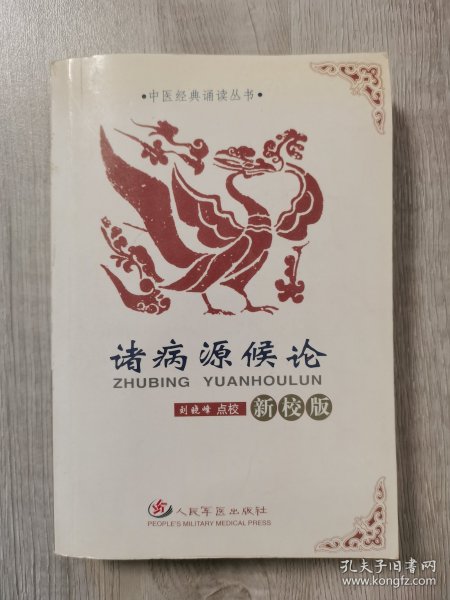 •中医经典诵读丛书•
诸病源候论
ZHUBING YUANHOULUN
刘晓峰 点校 新校版
人民军医出版社
PEOPLE'S MILITARY MEDICAL PRESS
孔夫子旧书网
www.kongfz.com